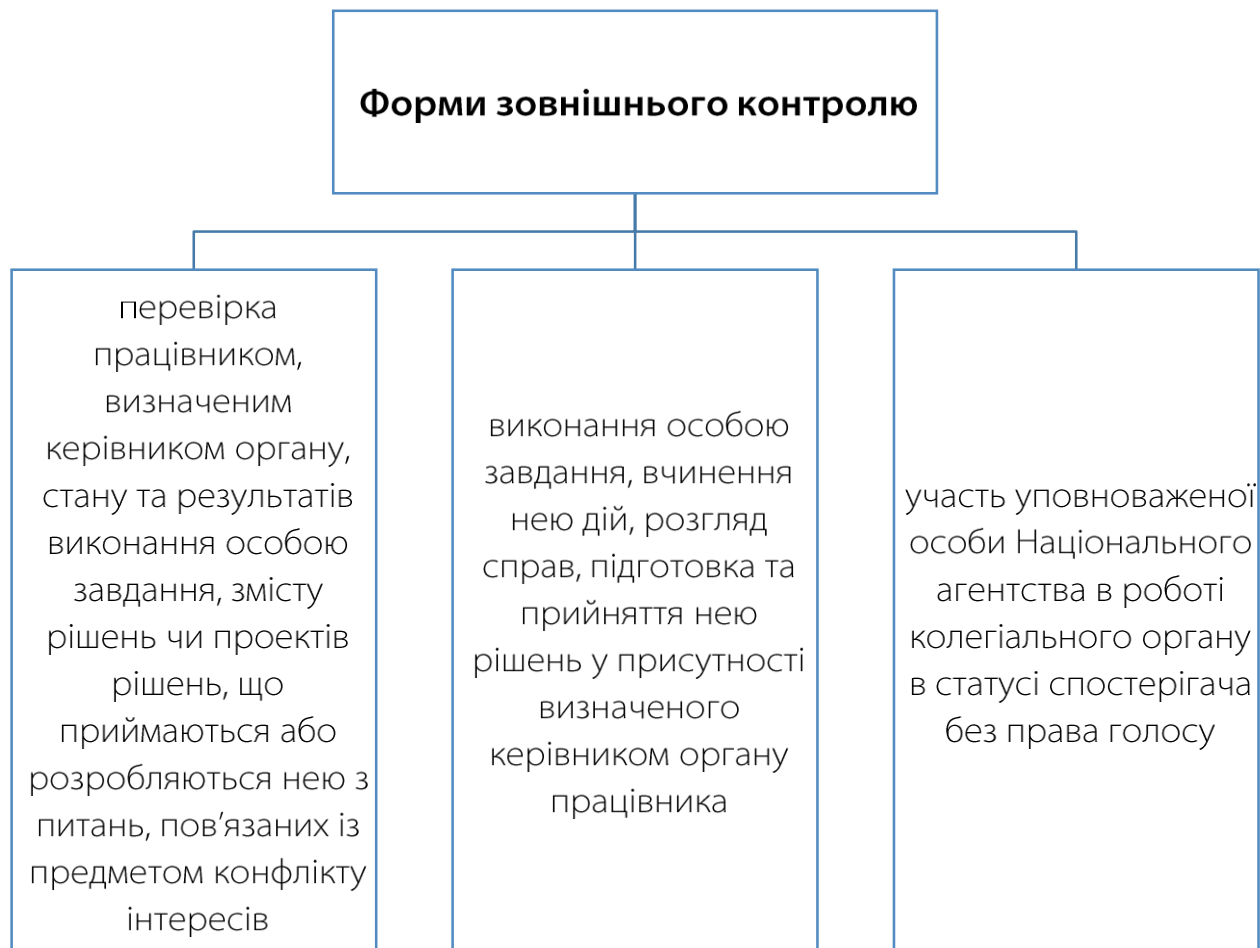 Форми зовнішнього контролю
перевірка
працівником,
визначеним
керівником органу,
стану та результатів
виконання особою
завдання, змісту
рішень чи проектів
рішень, що
приймаються або
розробляються нею з
питань, пов’язаних із
предметом конфлікту
інтересів
виконання особою
завдання, вчинення
нею дій, розгляд
справ, підготовка та
прийняття нею
рішень у присутності
визначеного
керівником органу
працівника
участь уповноваженої
особи Національного
агентства в роботі
колегіального органу
в статусі спостерігача
без права голосу